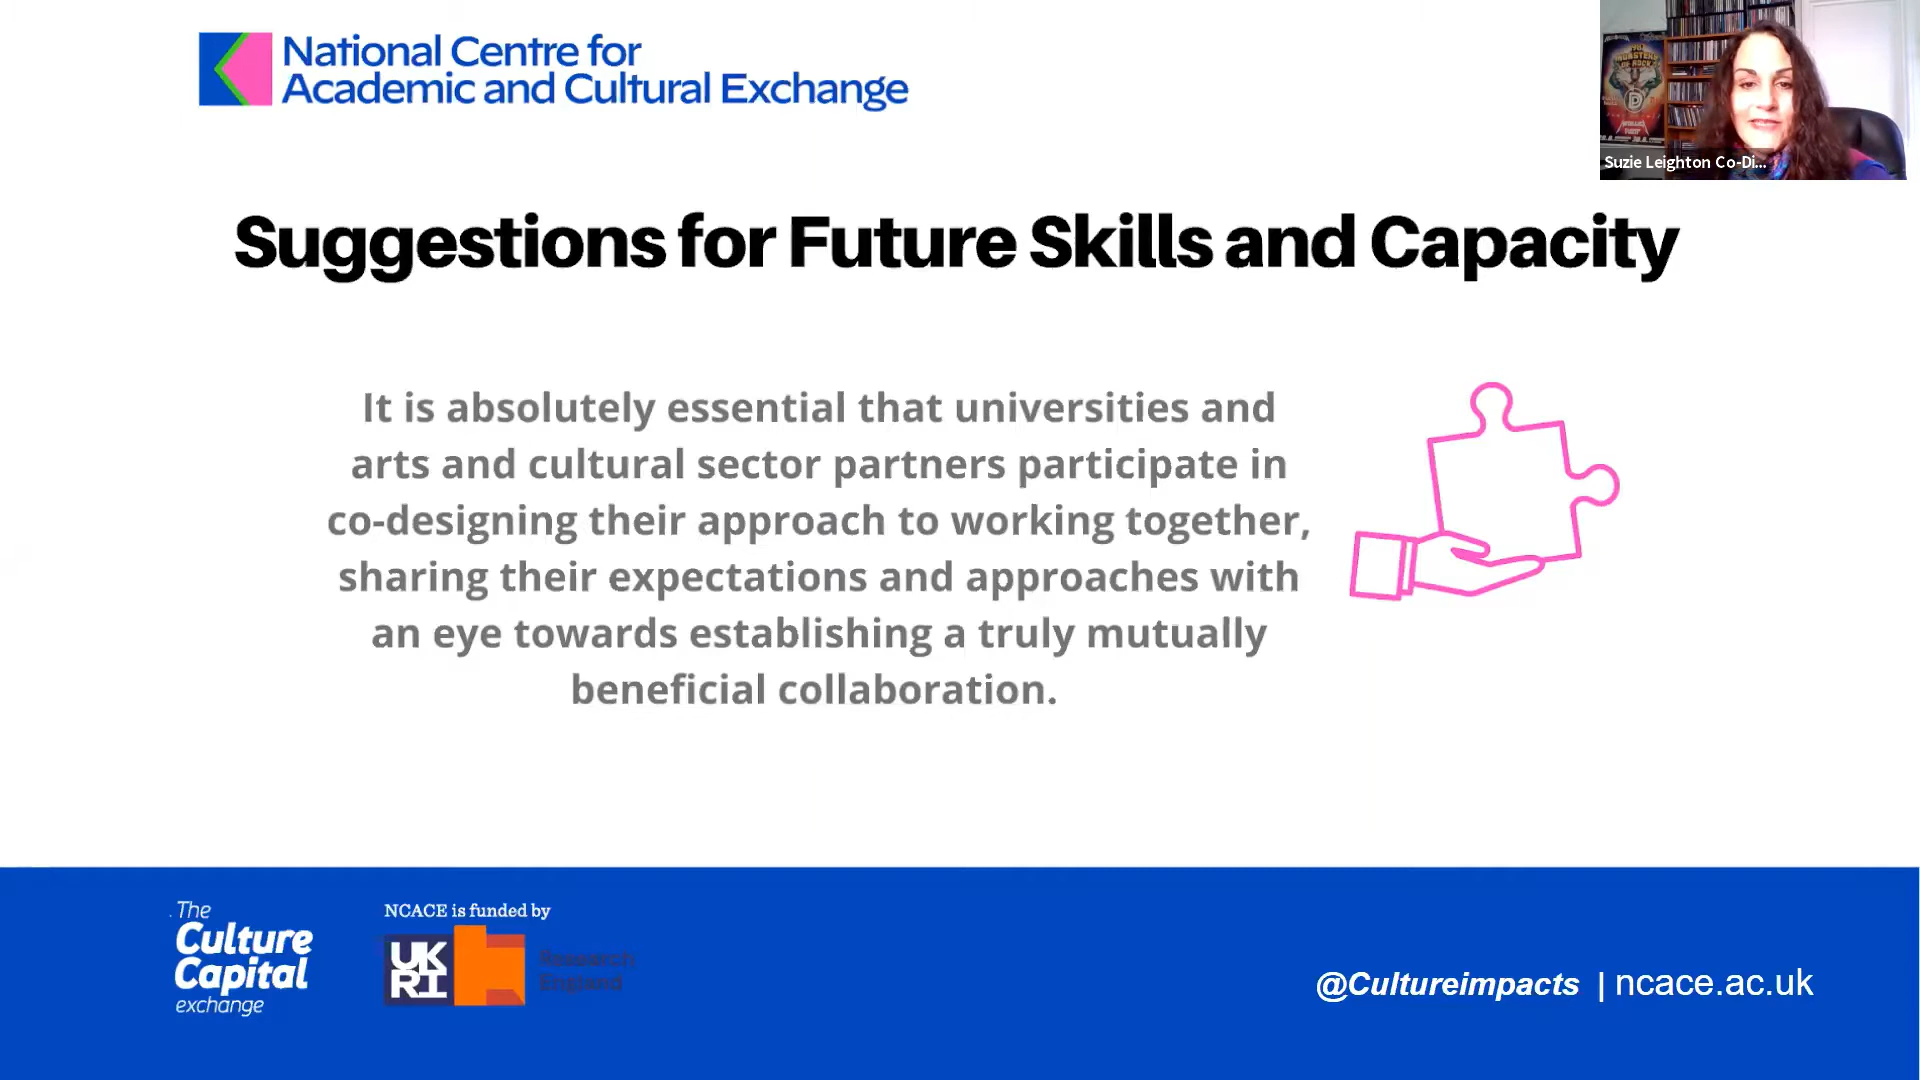 National Centre for
Academic and Cultural Exchange
Suzie Leighton Co-Di...
Suggestions for Future Skills and Capacity
It is absolutely essential that universities and
arts and cultural sector partners participate in
co-designing their approach to working together,
sharing their expectations and approaches with
an eye towards establishing a truly mutually
beneficial collaboration.
The
Culture
Capital
exchange
NCACE is funded by
UK
RI
Research
England
@Cultureimpacts | ncace.ac.uk